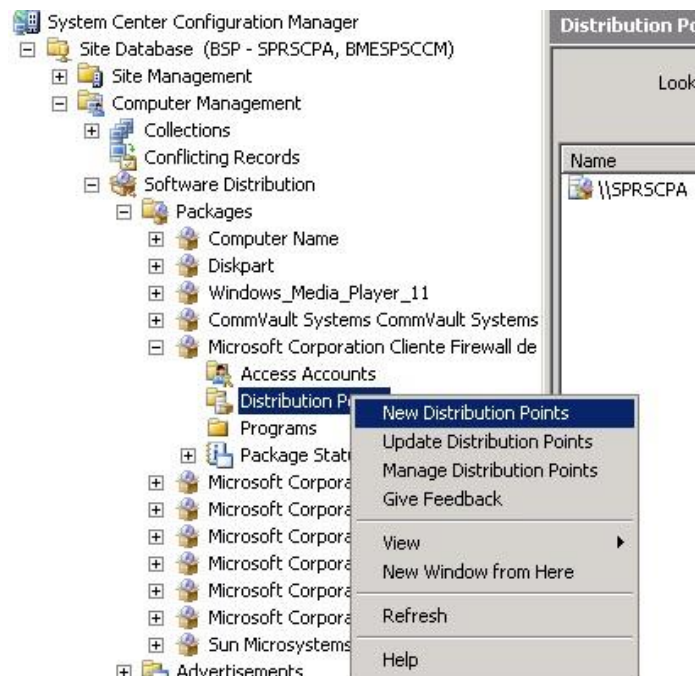 System Center Configuration Manager
Site Database (BSP - SPRSCPA, BMESPSCCM)
Site Management
Computer Management
Collections
Conflicting Records
Software Distribution
Packages
Computer Name
Diskpart
Windows_Media_Player_11
CommVault Systems CommVault Systems
Microsoft Corporation Cliente Firewall de
Access Accounts
Distribution P
Programs
Package Stat
Microsoft Corpora
Microsoft Corpora
Microsoft Corpora
Microsoft Corpora
Microsoft Corpora
Microsoft Corpora
Sun Microsystems
Advertisements
New Distribution Points
Update Distribution Points
Manage Distribution Points
Give Feedback
View
New Window from Here
Refresh
Help
Distribution Po
Look
Name
\\SPRSCPA